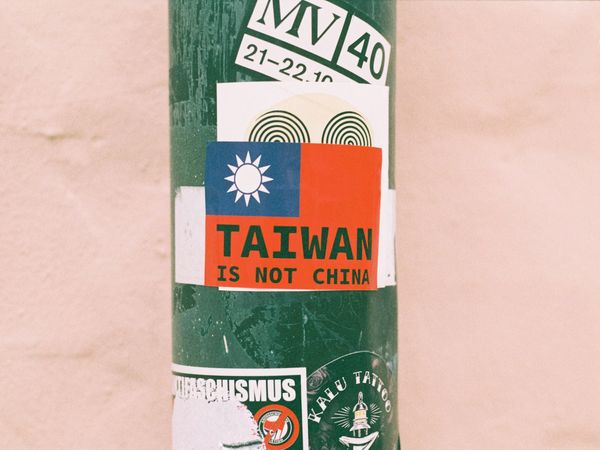 MV 40
21–22.10
TAIWAN
IS NOT CHINA
KALU TATTOO